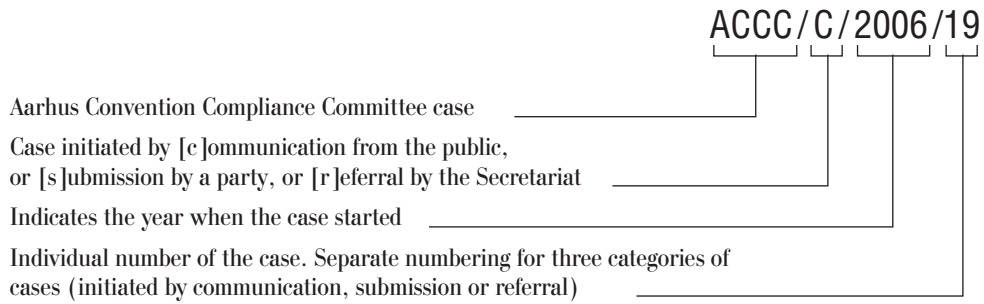 ACCC/C/2006/19
Aarhus Convention Compliance Committee case
Case initiated by [c]ommunication from the public,
or [s]ubmission by a party, or [r]eferral by the Secretariat
Indicates the year when the case started
Individual number of the case. Separate numbering for three categories of
cases (initiated by communication, submission or referral)